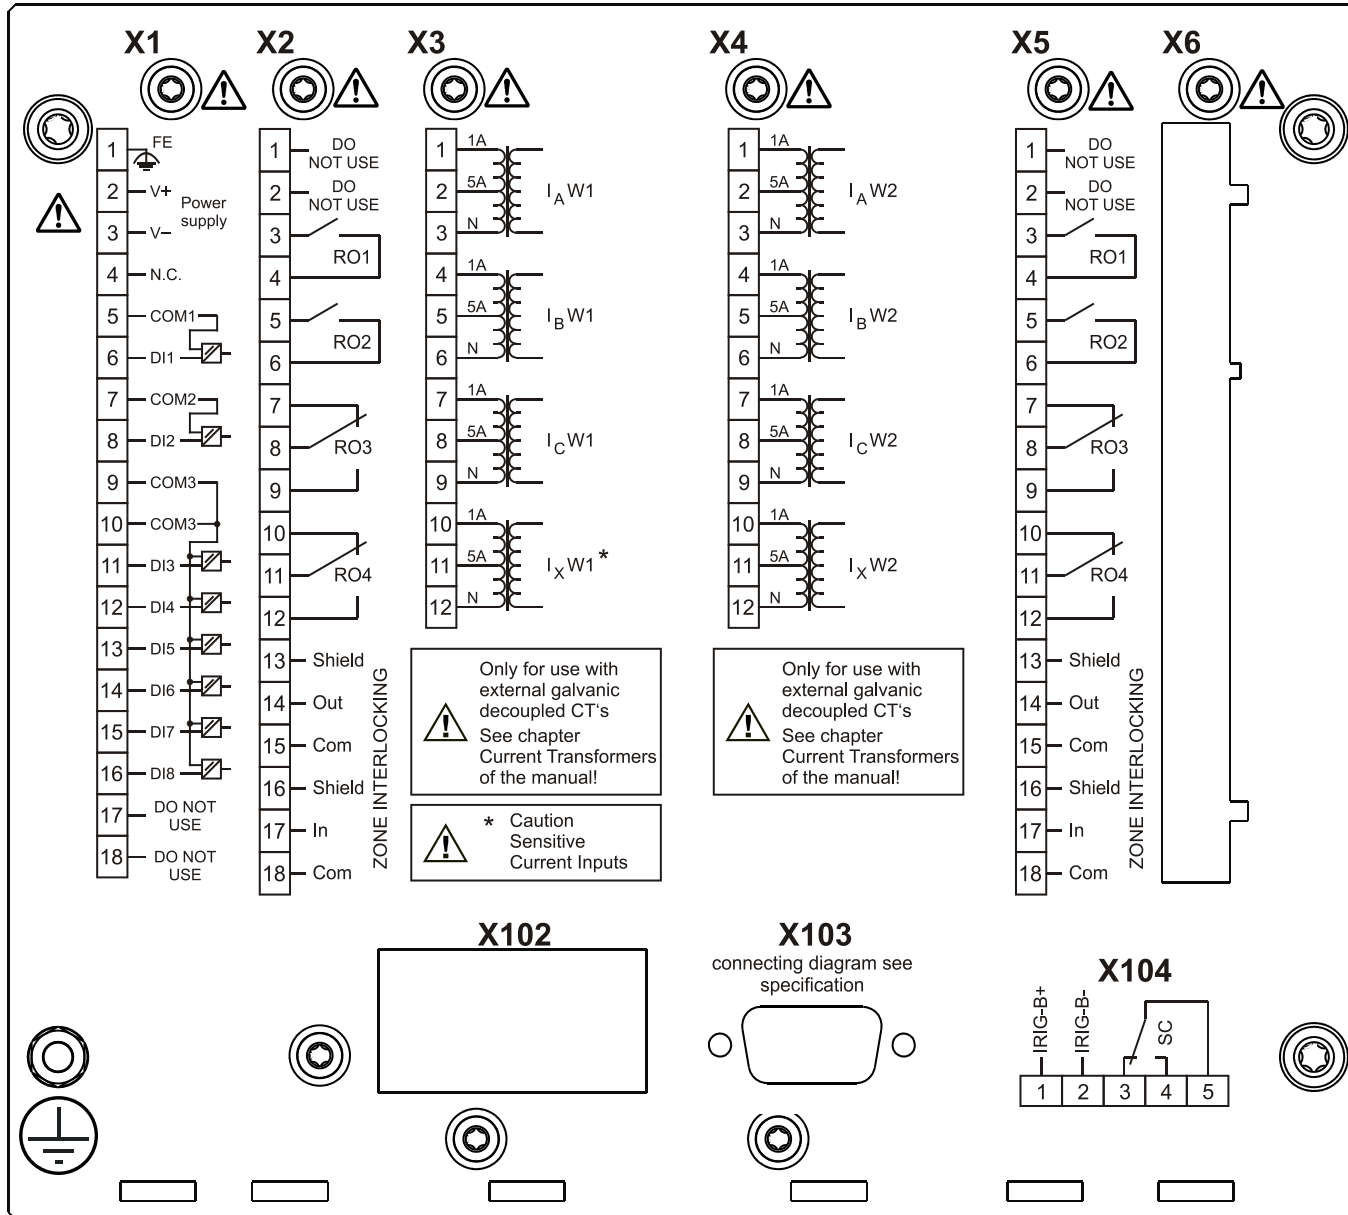 X1
X2
X3
X4
X5
X6
1 FE
2 V+
Power
supply
3 V–
4 N.C.
5 COM1
6 DI1
7 COM2
8 DI2
9 COM3
10 COM3
11 DI3
12 DI4
13 DI5
14 DI6
15 DI7
16 DI8
17 DO NOT
USE
18 DO NOT
USE
1 DO
NOT USE
2 DO
NOT USE
3
RO1
4
5
RO2
6
7
8 RO3
9
10
11 RO4
12
13 Shield
14 Out
15 Com
16 Shield
17 In
18 Com
ZONE INTERLOCKING
1 1A
2 5A IAW1
3 N
4 1A
5 5A IBW1
6 N
7 1A
8 5A ICW1
9 N
10 1A
11 5A IXW1 *
12 N
Only for use with
external galvanic
decoupled CT‘s
See chapter
Current Transformers
of the manual!
* Caution
Sensitive
Current Inputs
1 1A
2 5A IAW2
3 N
4 1A
5 5A IBW2
6 N
7 1A
8 5A ICW2
9 N
10 1A
11 5A IXW2
12 N
Only for use with
external galvanic
decoupled CT‘s
See chapter
Current Transformers
of the manual!
1 DO
NOT USE
2 DO
NOT USE
3
RO1
4
5
RO2
6
7
8 RO3
9
10
11 RO4
12
13 Shield
14 Out
15 Com
16 Shield
17 In
18 Com
ZONE INTERLOCKING
X102
X103
connecting diagram see
specification
X104
IRIG-B+
IRIG-B-
SC
1 2 3 4 5